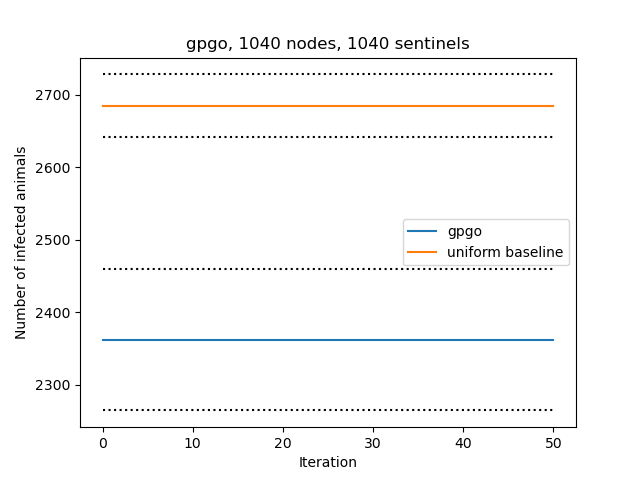 gpgo, 1040 nodes, 1040 sentinels
2700
2600
2500
2400
2300
Number of infected animals
gpgo
uniform baseline
0 10 20 30 40 50
Iteration